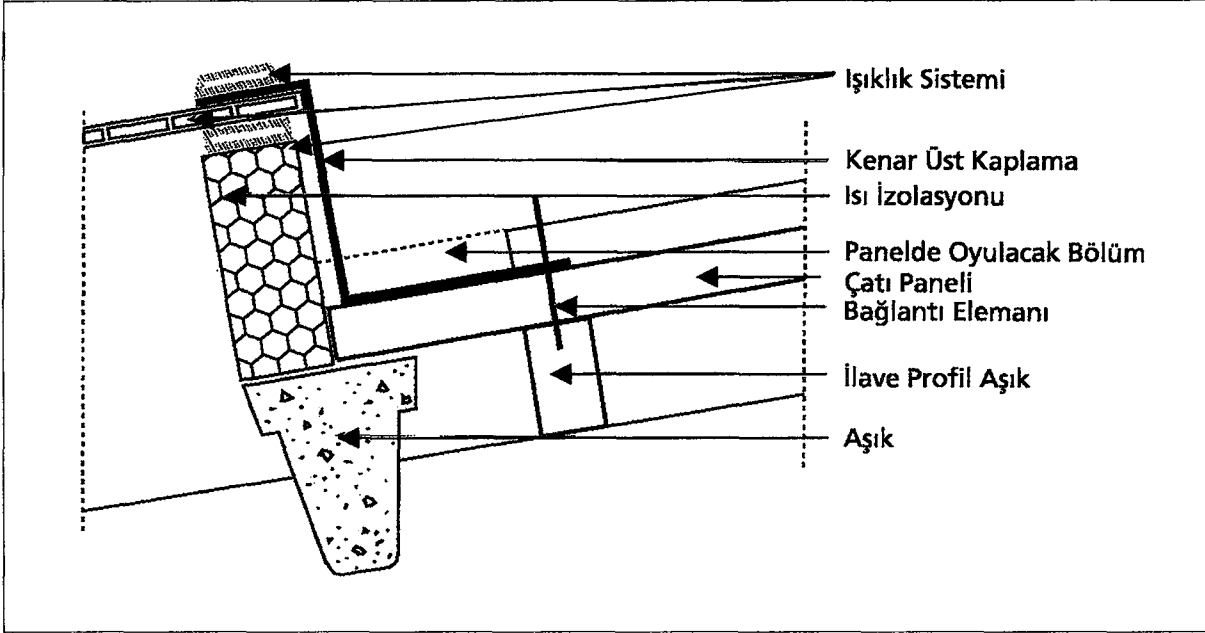 Işıklık Sistemi
Kenar Üst Kaplama
Isı İzolasyonu
Panelde Oyulacak Bölüm
Çatı Paneli
Bağlantı Elemanı
İlave Profil Aşık
Aşık